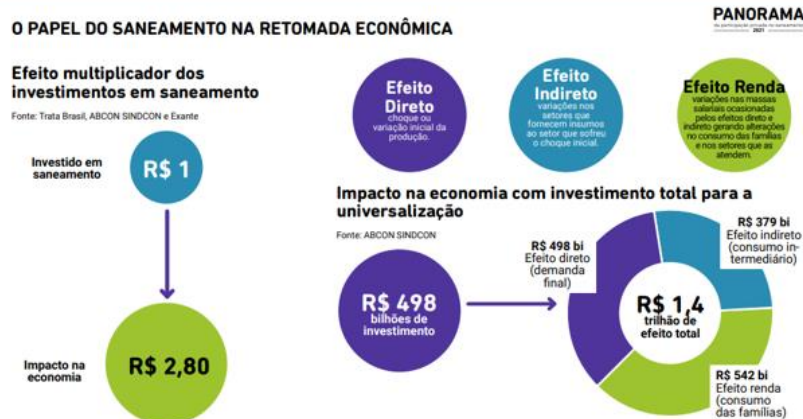 O PAPEL DO SANEAMENTO NA RETOMADA ECONÔMICA
PANORAMA
da participação privada no saneamento
2021
Efeito multiplicador dos
investimentos em saneamento
Fonte: Trata Brasil, ABCON SINDCON e Exante
Investido em
saneamento
R$ 1
Impacto na
economia
R$ 2,80
Efeito
Direto
choque ou
variação inicial da
produção.
Efeito
Indireto
variações nos
setores que
fornecem insumos
ao setor que sofreu
o choque inicial.
Efeito Renda
variações nas massas
salariais ocasionadas
pelos efeitos direto e
indireto gerando alterações
no consumo das famílias
e nos setores que as
atendem.
Impacto na economia com investimento total para a
universalização
Fonte: ABCON SINDCON
R$ 498
bilhões de
investimento
R$ 498 bi
Efeito direto
(demanda
final)
R$ 379 bi
Efeito indireto
(consumo in-
termediário)
R$ 1,4
trilhão de
efeito total
R$ 542 bi
Efeito renda
(consumo
das famílias)